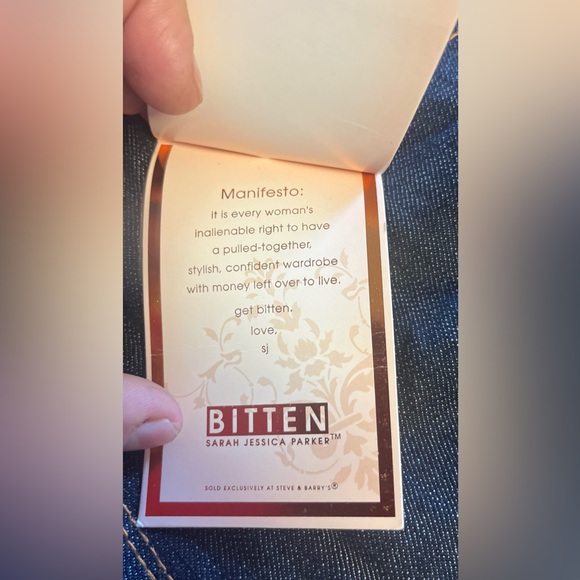 Manifesto:
it is every woman's
inalienable right to have
a pulled-together,
stylish, confident wardrobe
with money left over to live.
get bitten.
love,
sj
BITTEN
SARAH JESSICA PARKER™
SOLD EXCLUSIVELY AT STEVE & BARRY'S®